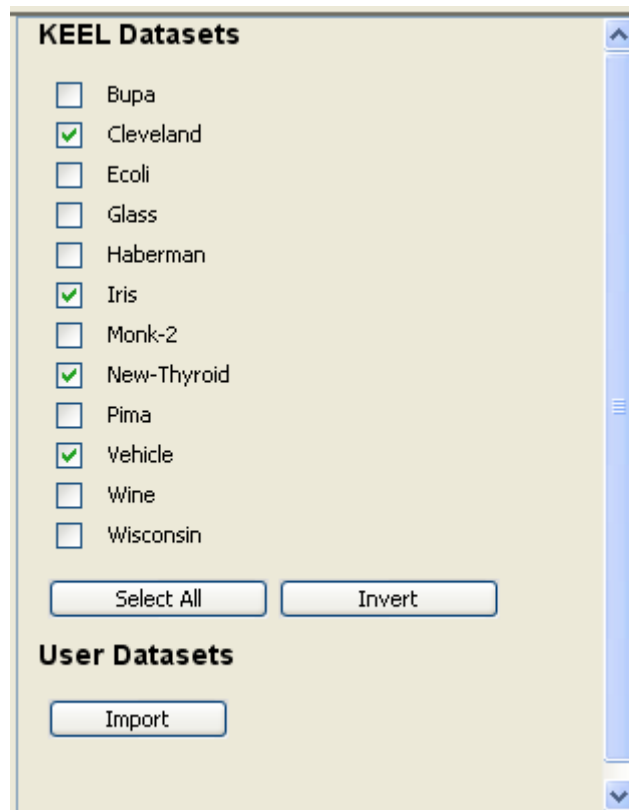 KEEL Datasets
Bupa
Cleveland
Ecoli
Glass
Haberman
Iris
Monk-2
New-Thyroid
Pima
Vehicle
Wine
Wisconsin
Select All Invert
User Datasets
Import